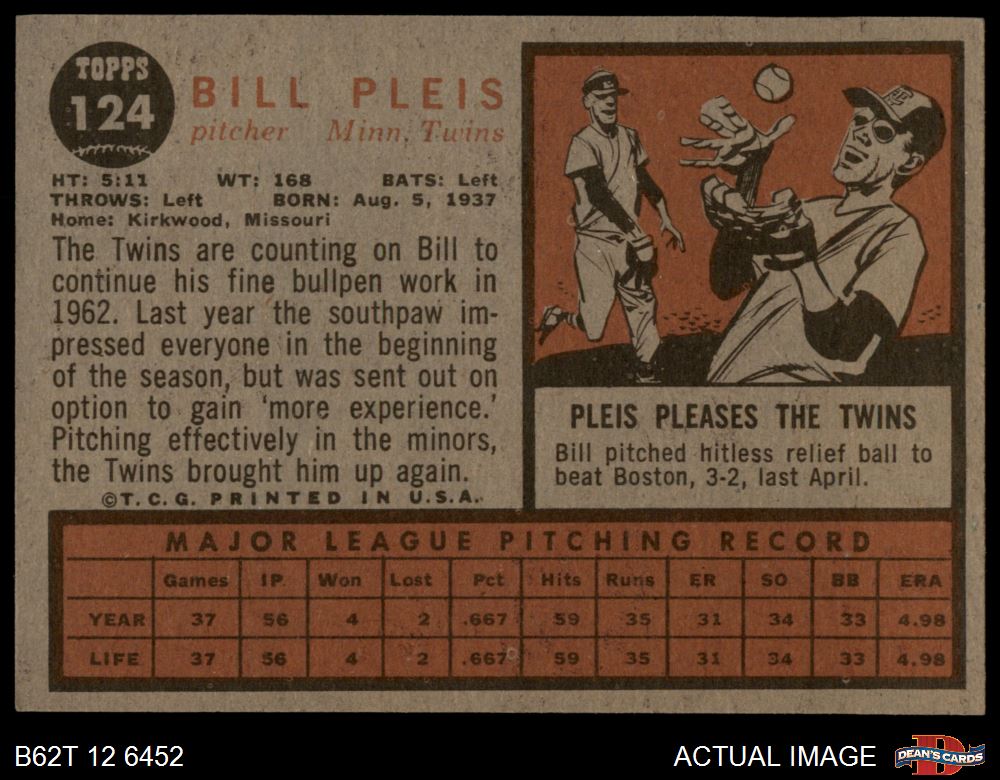 TOPPS
124
BILL PLEIS
pitcher Minn. Twins
HT: 5:11 WT: 168 BATS: Left
THROWS: Left BORN: Aug. 5, 1937
Home: Kirkwood, Missouri
The Twins are counting on Bill to
continue his fine bullpen work in
1962. Last year the southpaw im-
pressed everyone in the beginning
of the season, but was sent out on
option to gain 'more experience.'
Pitching effectively in the minors,
the Twins brought him up again.
©T.C.G. PRINTED IN U.S.A.
PLEIS PLEASES THE TWINS
Bill pitched hitless relief ball to
beat Boston, 3-2, last April.
MAJOR LEAGUE PITCHING RECORD
Games IP Won Lost Pct Hits Runs ER SO BB ERA
YEAR 37 56 4 2 .667 59 35 31 34 33 4.98
LIFE 37 56 4 2 .667 59 35 31 34 33 4.98
B62T 12 6452
ACTUAL IMAGE
DEAN'S CARDS